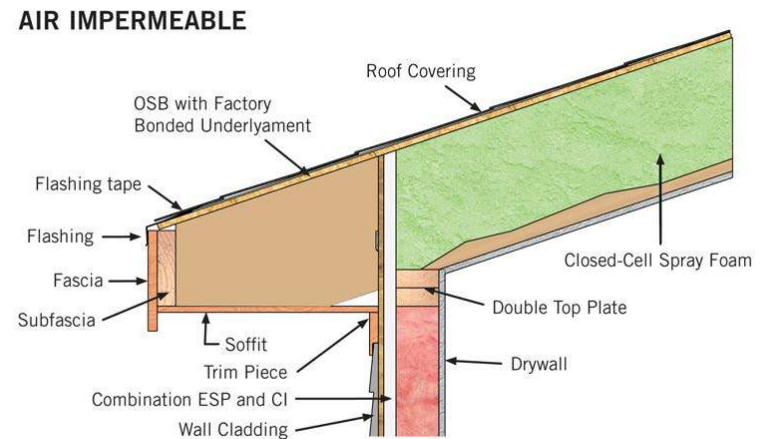 AIR IMPERMEABLE
Roof Covering
OSB with Factory
Bonded Underlyament
Flashing tape
Flashing
Fascia
Subfascia
Soffit
Trim Piece
Combination ESP and CI
Wall Cladding
Closed-Cell Spray Foam
Double Top Plate
Drywall